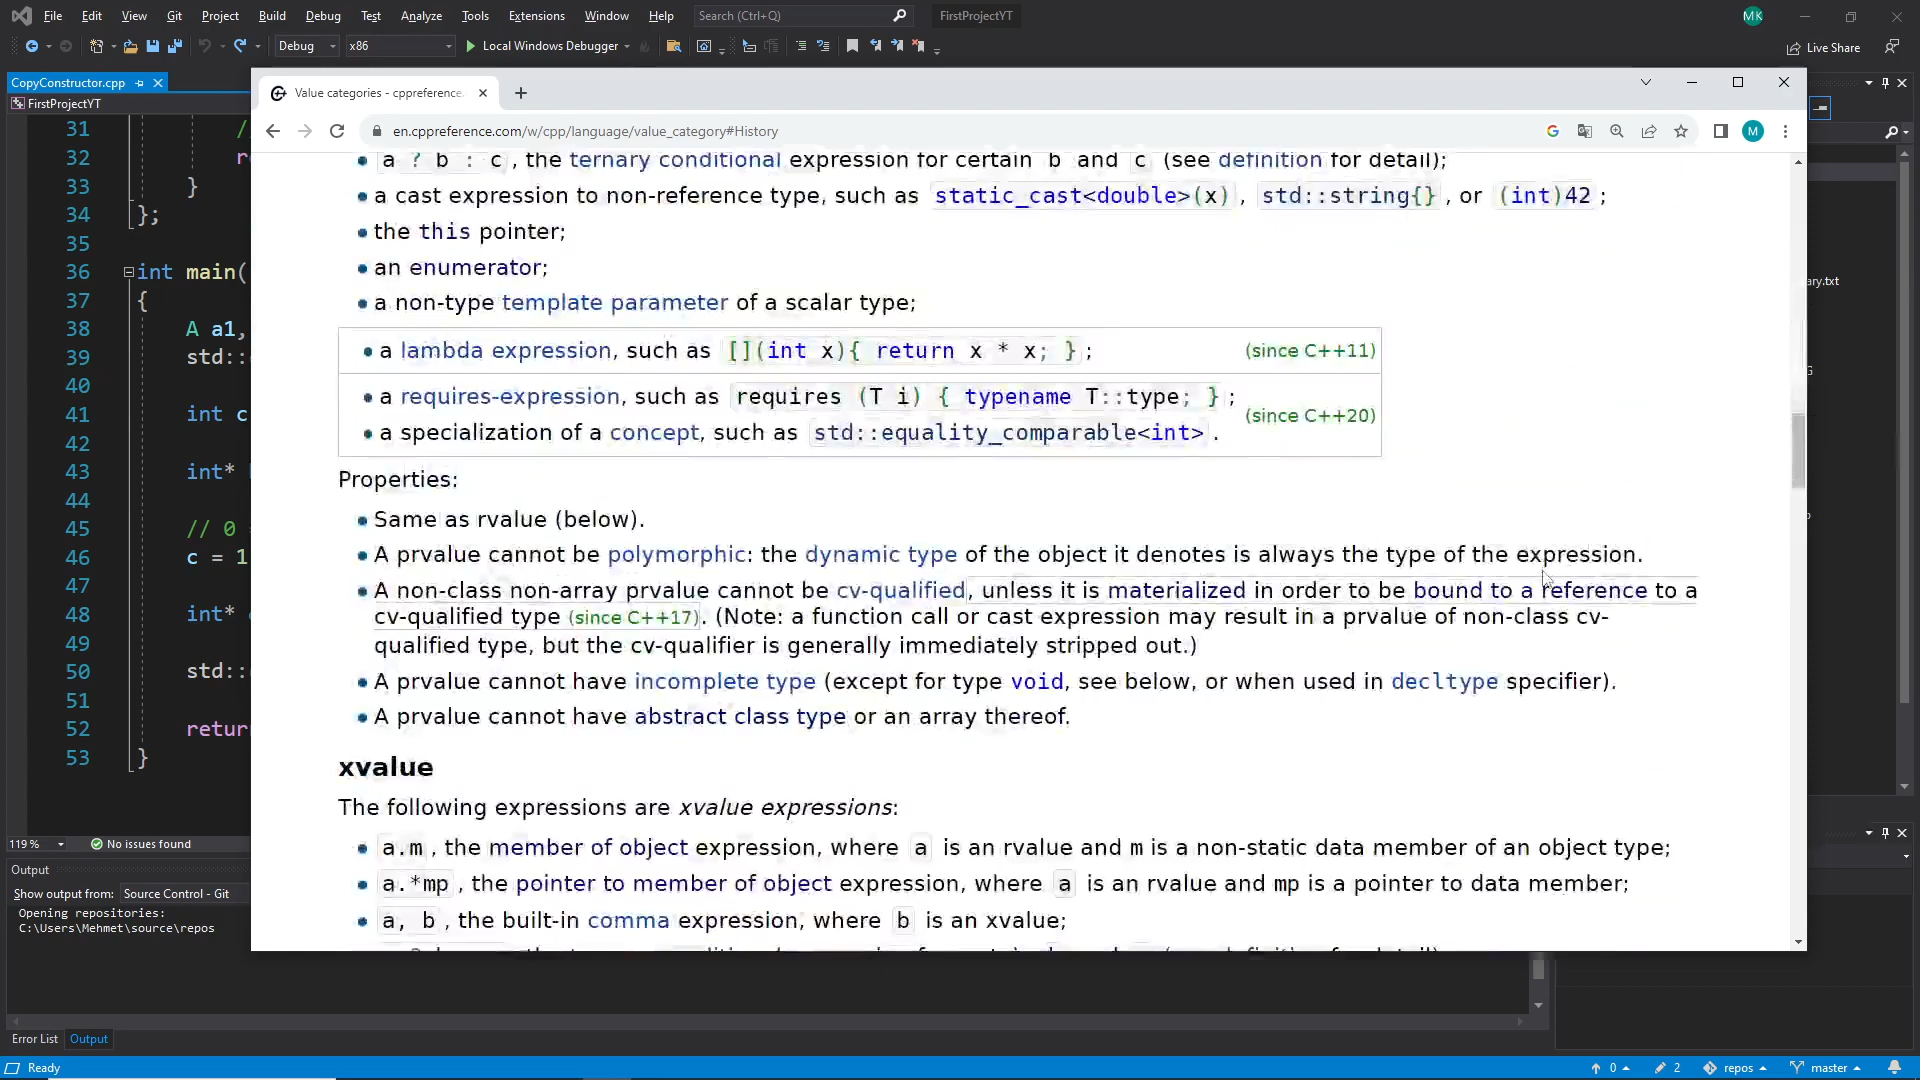 File Edit View Git Project Build Debug Test Analyze Tools Extensions Window Help Search (Ctrl+Q) FirstProjectYT MK
Debug x86 Local Windows Debugger Live Share
CopyConstructor.cpp
FirstProjectYT
Value categories - cppreference.
en.cppreference.com/w/cpp/language/value_category#History M
31
32
33 }
34 };
35
36 int main(
37 {
38 A a1,
39 std::
40
41 int c
42
43 int*
44
45 // 0
46 c = 1
47
48 int*
49
50 std::
51
52 retur
53 }
a ? b : c, the ternary conditional expression for certain b and c (see definition for detail);
a cast expression to non-reference type, such as static_cast<double>(x), std::string{}, or (int)42;
the this pointer;
an enumerator;
a non-type template parameter of a scalar type;
a lambda expression, such as [](int x){ return x * x; }; (since C++11)
a requires-expression, such as requires (T i) { typename T::type; };
(since C++20)
a specialization of a concept, such as std::equality_comparable<int>.
Properties:
Same as rvalue (below).
A prvalue cannot be polymorphic: the dynamic type of the object it denotes is always the type of the expression.
A non-class non-array prvalue cannot be cv-qualified, unless it is materialized in order to be bound to a reference to a
cv-qualified type (since C++17). (Note: a function call or cast expression may result in a prvalue of non-class cv-
qualified type, but the cv-qualifier is generally immediately stripped out.)
A prvalue cannot have incomplete type (except for type void, see below, or when used in decltype specifier).
A prvalue cannot have abstract class type or an array thereof.
xvalue
The following expressions are xvalue expressions:
a.m, the member of object expression, where a is an rvalue and m is a non-static data member of an object type;
a.*mp, the pointer to member of object expression, where a is an rvalue and mp is a pointer to data member;
a, b, the built-in comma expression, where b is an xvalue;
ary.txt
119 % No issues found
Output
Show output from: Source Control - Git
Opening repositories:
C:\Users\Mehmet\source\repos
Error List Output
Ready 0 2 repos master